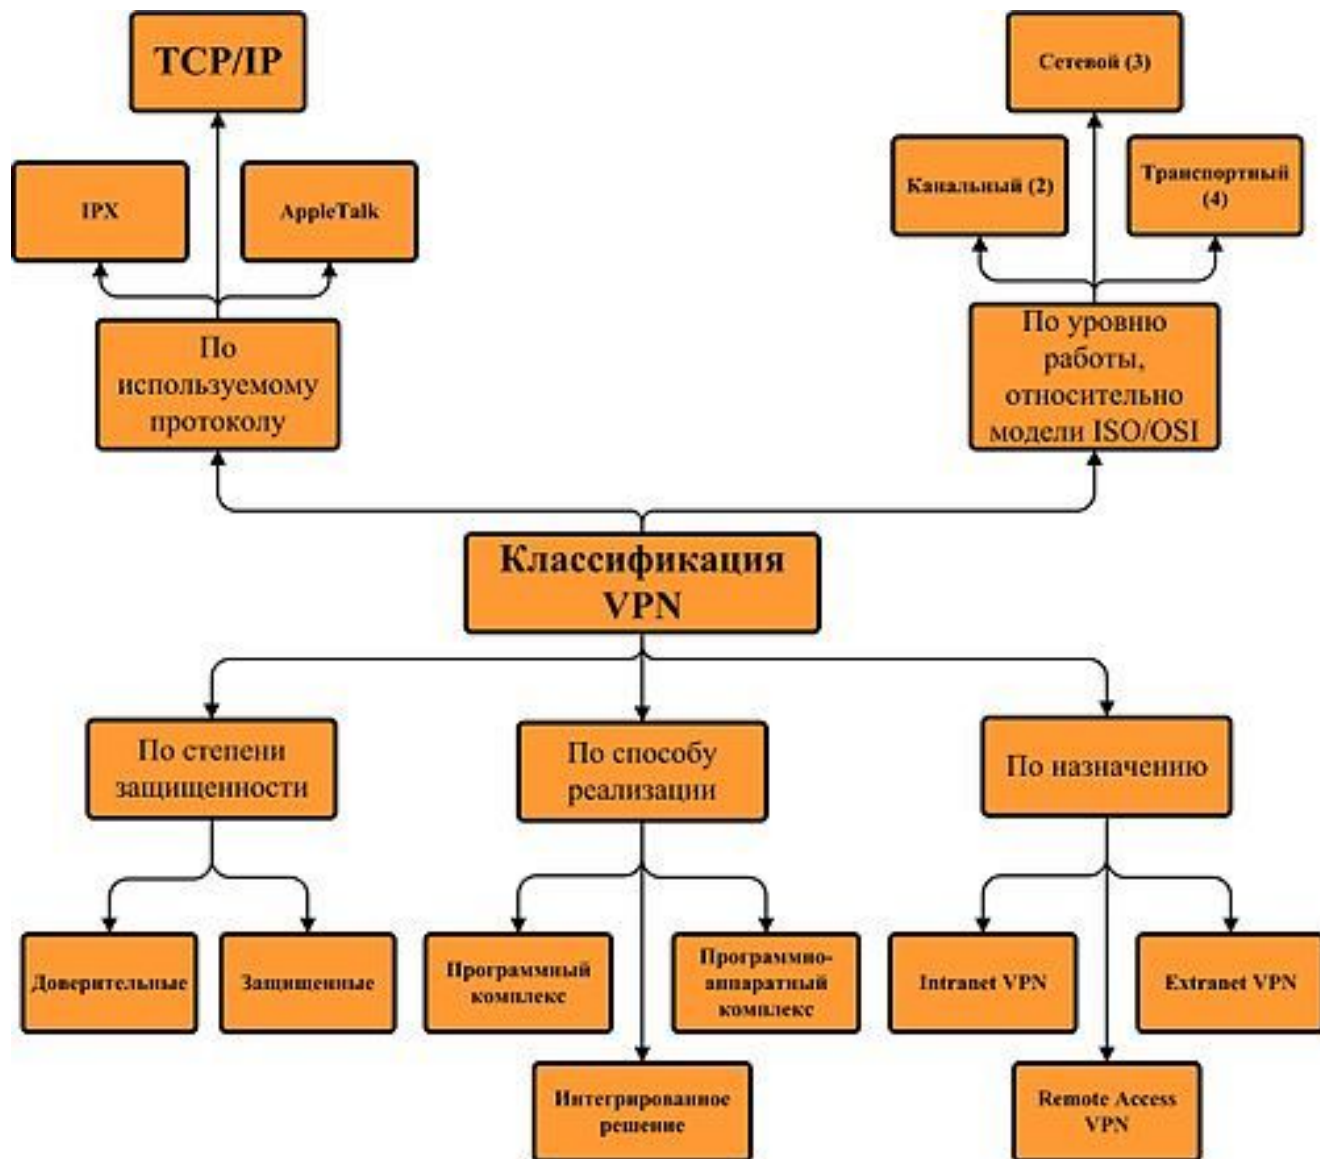 TCP/IP
IPX
AppleTalk
По
используемому
протоколу
Сетевой (3)
Канальный (2)
Транспортный
(4)
По уровню
работы,
относительно
модели ISO/OSI
Классификация
VPN
По степени
защищенности
По способу
реализации
По назначению
Доверительные
Защищенные
Программный
комплекс
Программно-
аппаратный
комплекс
Интегрированное
решение
Intranet VPN
Extranet VPN
Remote Access
VPN